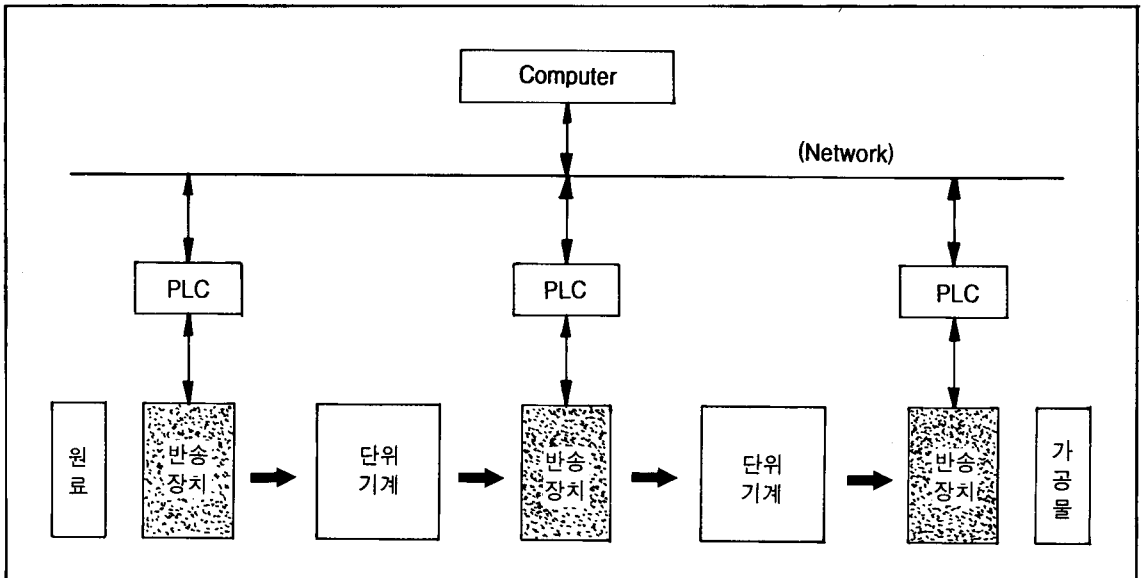 Computer
(Network)
PLC
PLC
PLC
원
료
반송
장치
단위
기계
반송
장치
단위
기계
반송
장치
가
공
물